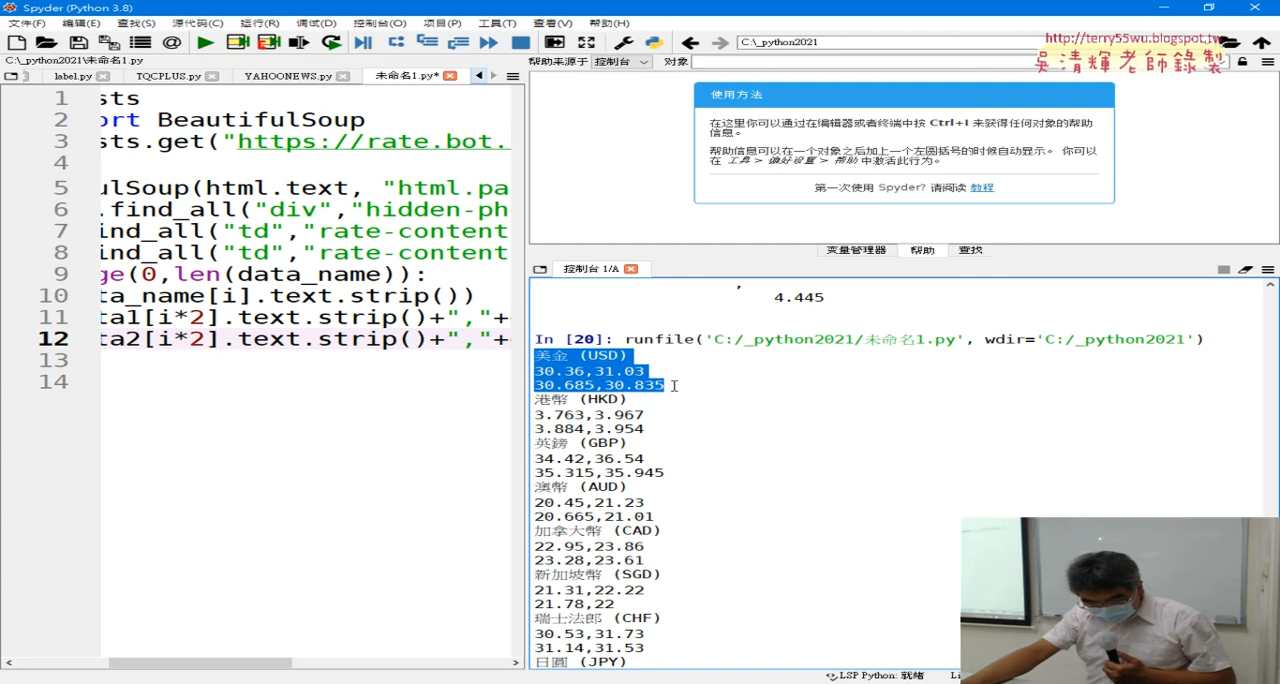 Spyder (Python 3.8)
文件(F) 编辑(E) 查找(S) 源代码(C) 运行(R) 调试(D) 控制台(O) 项目(P) 工具(T) 查看(V) 帮助(H)
C:\_python2021
http://terry55wu.blogspot.tw
吳清輝老師錄製
C:\_python2021\未命名1.py
帮助来源于 控制台 对象
label.py TQCPLUS.py YAHOONEWS.py 未命名1.py*
1 sts
2 ort BeautifulSoup
3 sts.get("https://rate.bot.
4
5 ulSoup(html.text, "html.pa
6 .find_all("div","hidden-ph
7 ind_all("td","rate-content
8 ind_all("td","rate-content
9 ge(0,len(data_name)):
10 ta_name[i].text.strip())
11 ta1[i*2].text.strip()+","+
12 ta2[i*2].text.strip()+","+
13
14
使用方法
在这里你可以通过在编辑器或者终端中按 Ctrl+I 来获得任何对象的帮助
信息。
帮助信息可以在一个对象之后加上一个左圆括号的时候自动显示。 你可以
在 工具 > 偏好设置 > 帮助 中激活此行为。
第一次使用 Spyder? 请阅读 教程
变量管理器 帮助 查找
控制台 1/A
,
4.445
In [20]: runfile('C:/_python2021/未命名1.py', wdir='C:/_python2021')
美金 (USD)
30.36,31.03
30.685,30.835
港幣 (HKD)
3.763,3.967
3.884,3.954
英鎊 (GBP)
34.42,36.54
35.315,35.945
澳幣 (AUD)
20.45,21.23
20.665,21.01
加拿大幣 (CAD)
22.95,23.86
23.28,23.61
新加坡幣 (SGD)
21.31,22.22
21.78,22
瑞士法郎 (CHF)
30.53,31.73
31.14,31.53
日圓 (JPY)
LSP Python: 就绪 Li